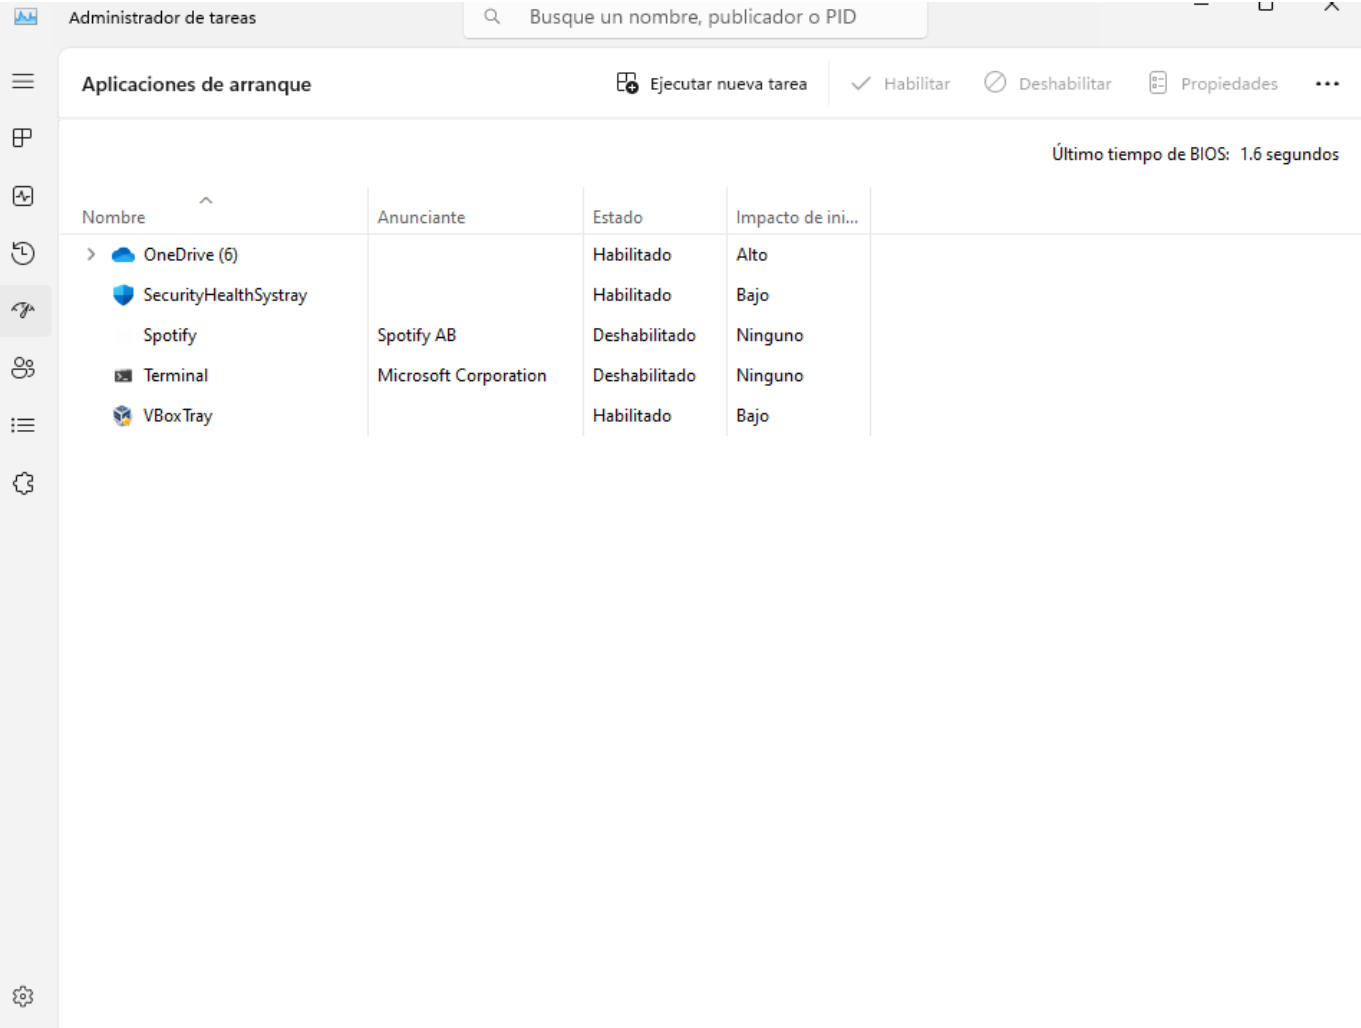 Administrador de tareas
Busque un nombre, publicador o PID
Aplicaciones de arranque
Ejecutar nueva tarea
Habilitar
Deshabilitar
Propiedades
Último tiempo de BIOS: 1.6 segundos
Nombre Anunciante Estado Impacto de ini...
OneDrive (6) Habilitado Alto
SecurityHealthSystray Habilitado Bajo
Spotify Spotify AB Deshabilitado Ninguno
Terminal Microsoft Corporation Deshabilitado Ninguno
VBoxTray Habilitado Bajo